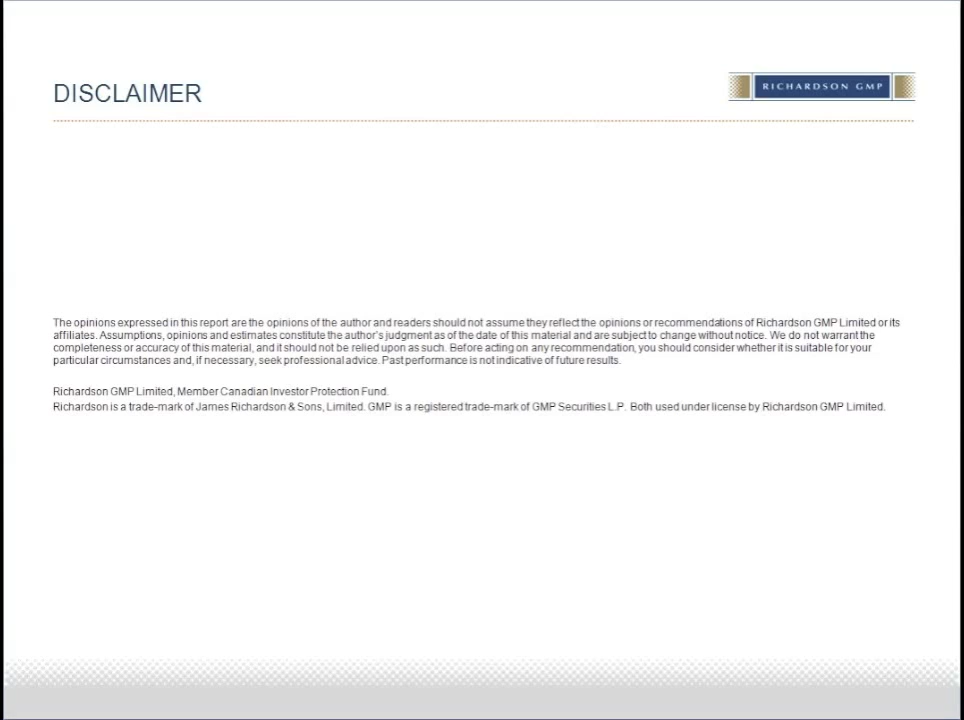 DISCLAIMER
RICHARDSON GMP
The opinions expressed in this report are the opinions of the author and readers should not assume they reflect the opinions or recommendations of Richardson GMP Limited or its
affiliates. Assumptions, opinions and estimates constitute the author's judgment as of the date of this material and are subject to change without notice. We do not warrant the
completeness or accuracy of this material, and it should not be relied upon as such. Before acting on any recommendation, you should consider whether it is suitable for your
particular circumstances and, if necessary, seek professional advice. Past performance is not indicative of future results.
Richardson GMP Limited, Member Canadian Investor Protection Fund.
Richardson is a trade-mark of James Richardson & Sons, Limited. GMP is a registered trade-mark of GMP Securities L.P. Both used under license by Richardson GMP Limited.